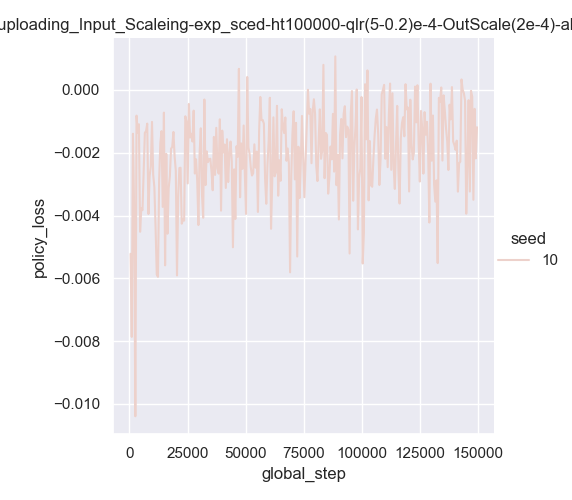 uploading_Input_Scaleing-exp_sced-ht100000-qlr(5-0.2)e-4-OutScale(2e-4)-al
0.000
−0.002
−0.004
−0.006
−0.008
−0.010
policy_loss
0 25000 50000 75000 100000 125000 150000
global_step
seed
10